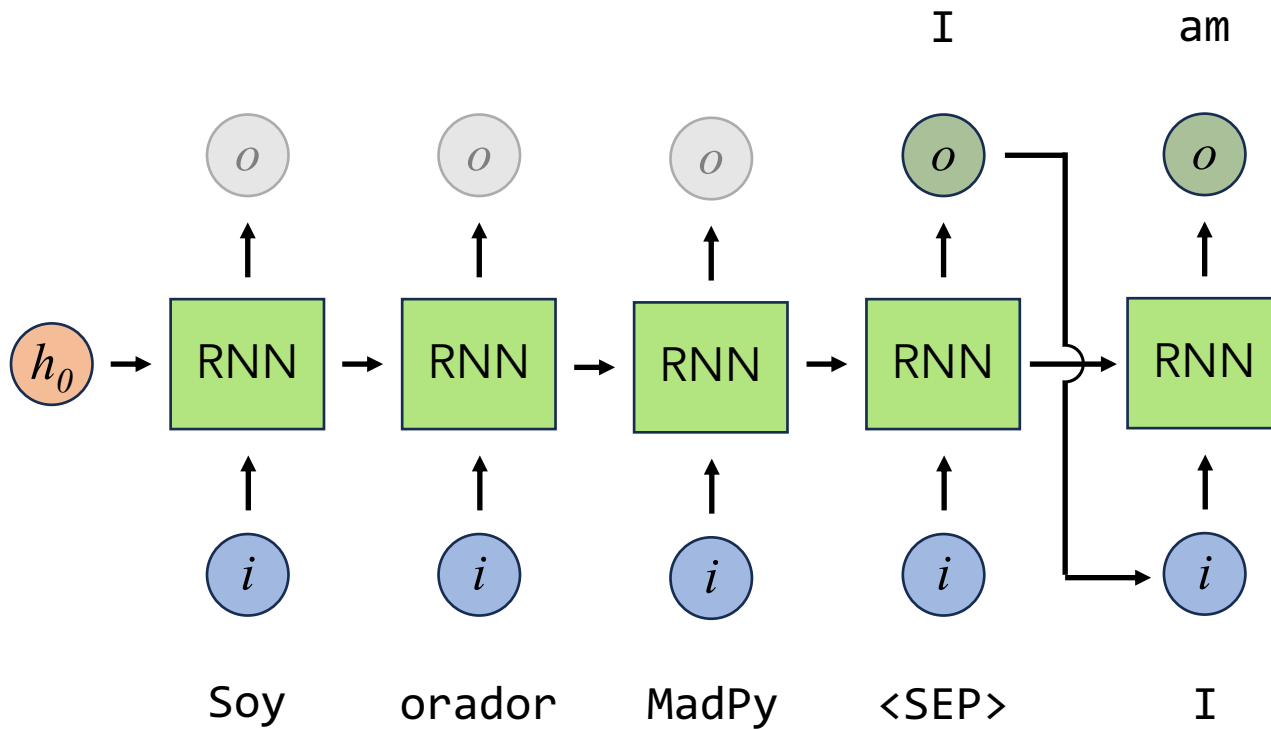 I am
o o o o o
h0 RNN RNN RNN RNN RNN
i i i i i
Soy orador MadPy <SEP> I